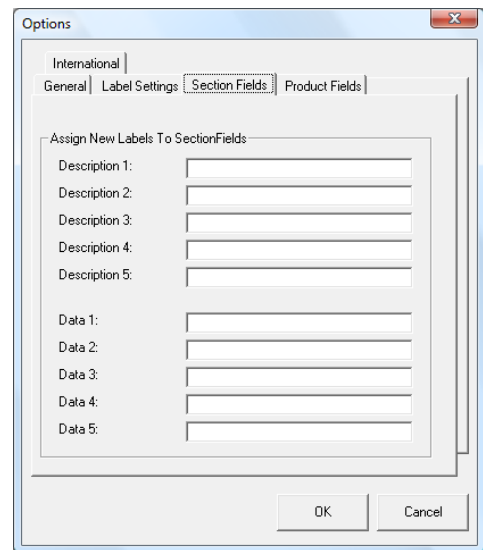 Options
International
General Label Settings Section Fields Product Fields
Assign New Labels To SectionFields
Description 1:
Description 2:
Description 3:
Description 4:
Description 5:
Data 1:
Data 2:
Data 3:
Data 4:
Data 5:
OK Cancel